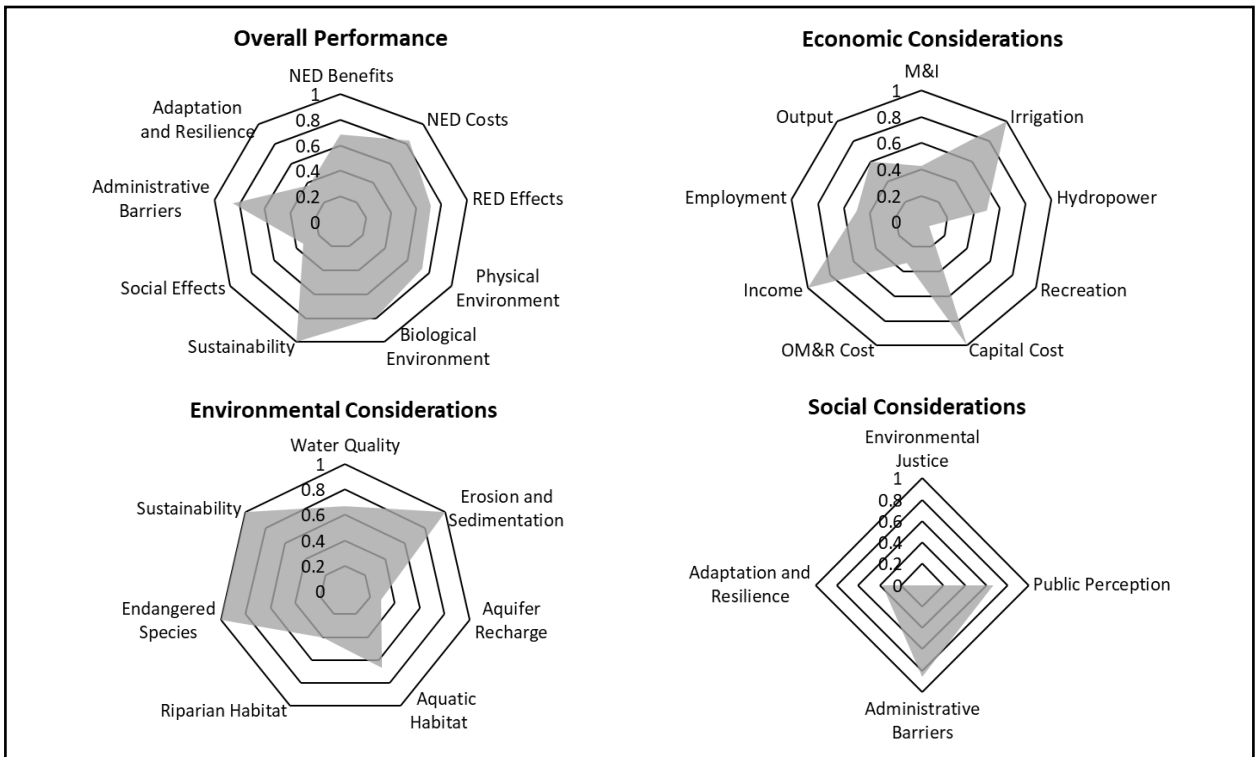 Overall Performance
NED Benefits
1
0.8
0.6
0.4
0.2
0
NED Costs
RED Effects
Physical
Environment
Biological
Environment
Sustainability
Social Effects
Administrative
Barriers
Adaptation
and Resilience
Economic Considerations
M&I
1
0.8
0.6
0.4
0.2
0
Irrigation
Hydropower
Recreation
Capital Cost
OM&R Cost
Income
Employment
Output
Environmental Considerations
Water Quality
1
0.8
0.6
0.4
0.2
0
Erosion and
Sedimentation
Aquifer
Recharge
Aquatic
Habitat
Riparian Habitat
Endangered
Species
Sustainability
Social Considerations
Environmental
Justice
1
0.8
0.6
0.4
0.2
0
Public Perception
Administrative
Barriers
Adaptation and
Resilience